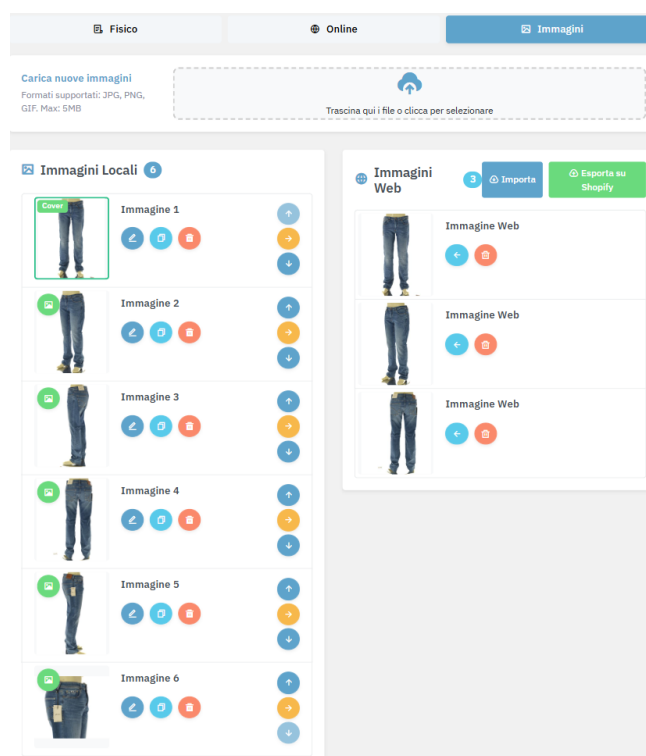 Fisico
Online
Immagini
Carica nuove immagini
Formati supportati: JPG, PNG,
GIF. Max: 5MB
Trascina qui i file o clicca per selezionare
Immagini Locali 6
Cover
Immagine 1
Immagine 2
Immagine 3
Immagine 4
Immagine 5
Immagine 6
Immagini
Web
3
Importa
Esporta su
Shopify
Immagine Web
Immagine Web
Immagine Web